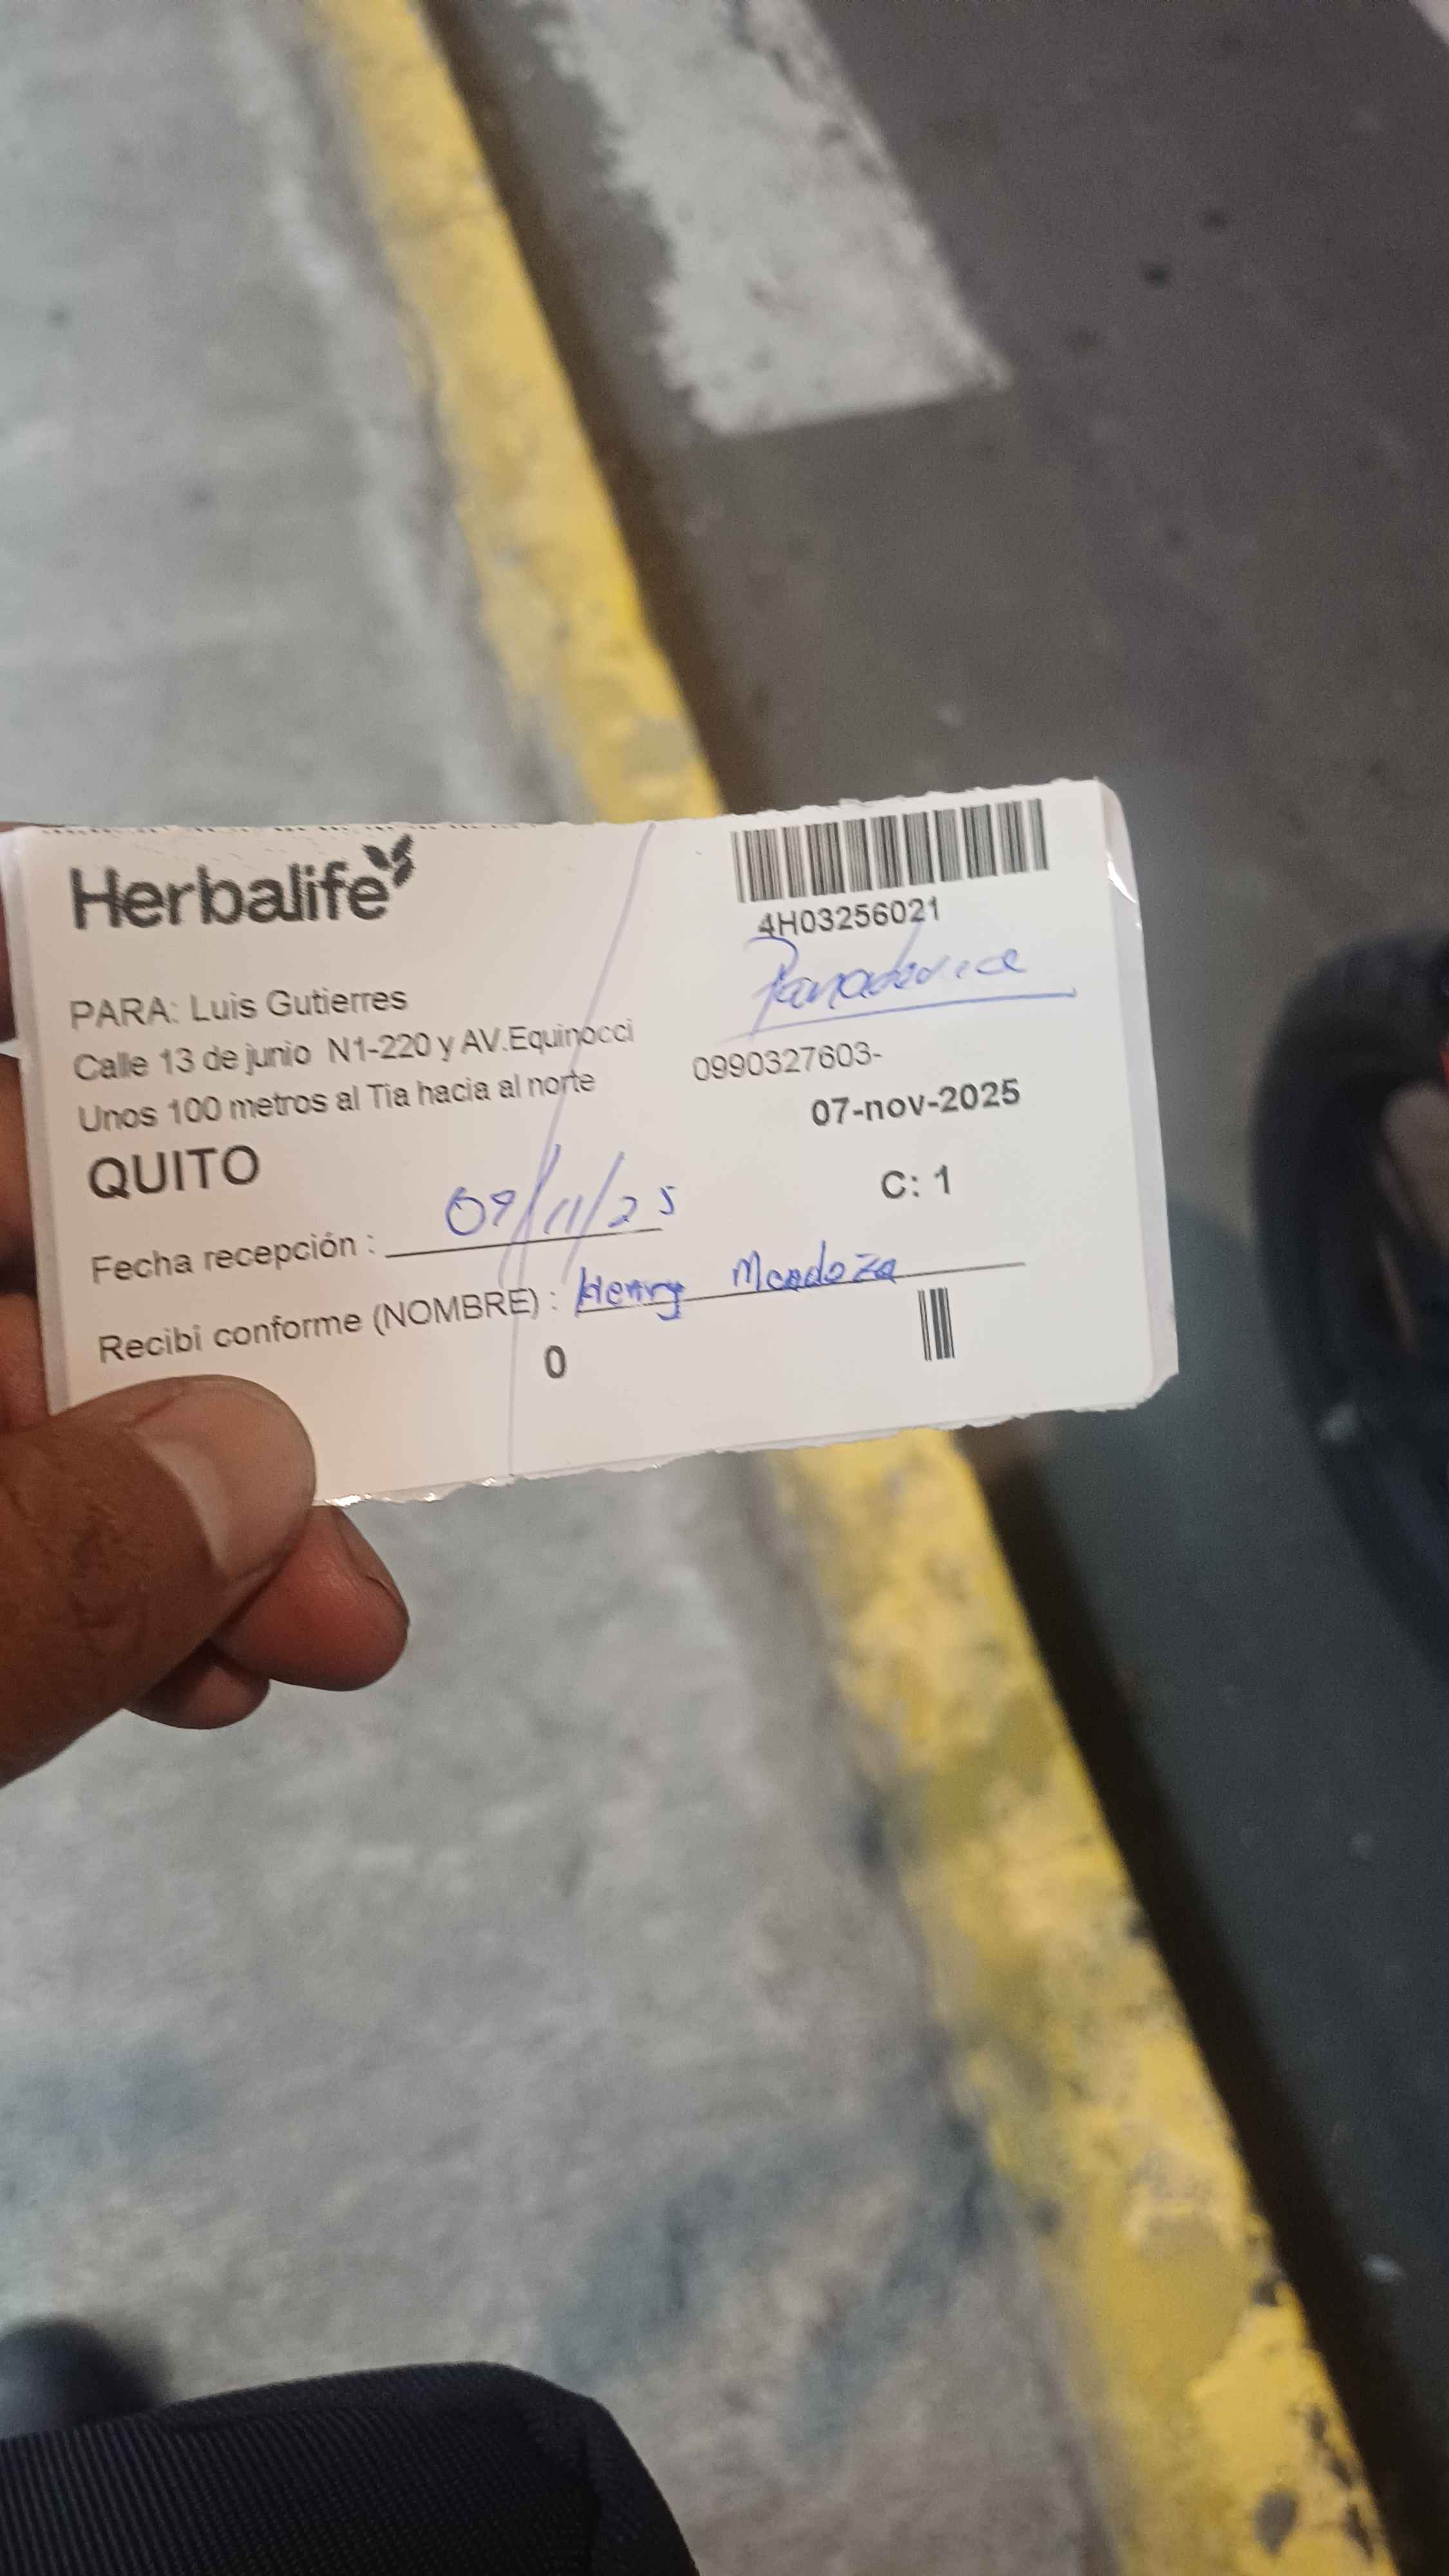 Herbalife
4H03256021
Panaderia
PARA: Luis Gutierres
Calle 13 de junio N1-220 y AV.Equinocci
0990327603-
Unos 100 metros al Tia hacia al norte
07-nov-2025
QUITO
C: 1
Fecha recepción : 09/11/25
Recibí conforme (NOMBRE) : Henry Mendoza
0